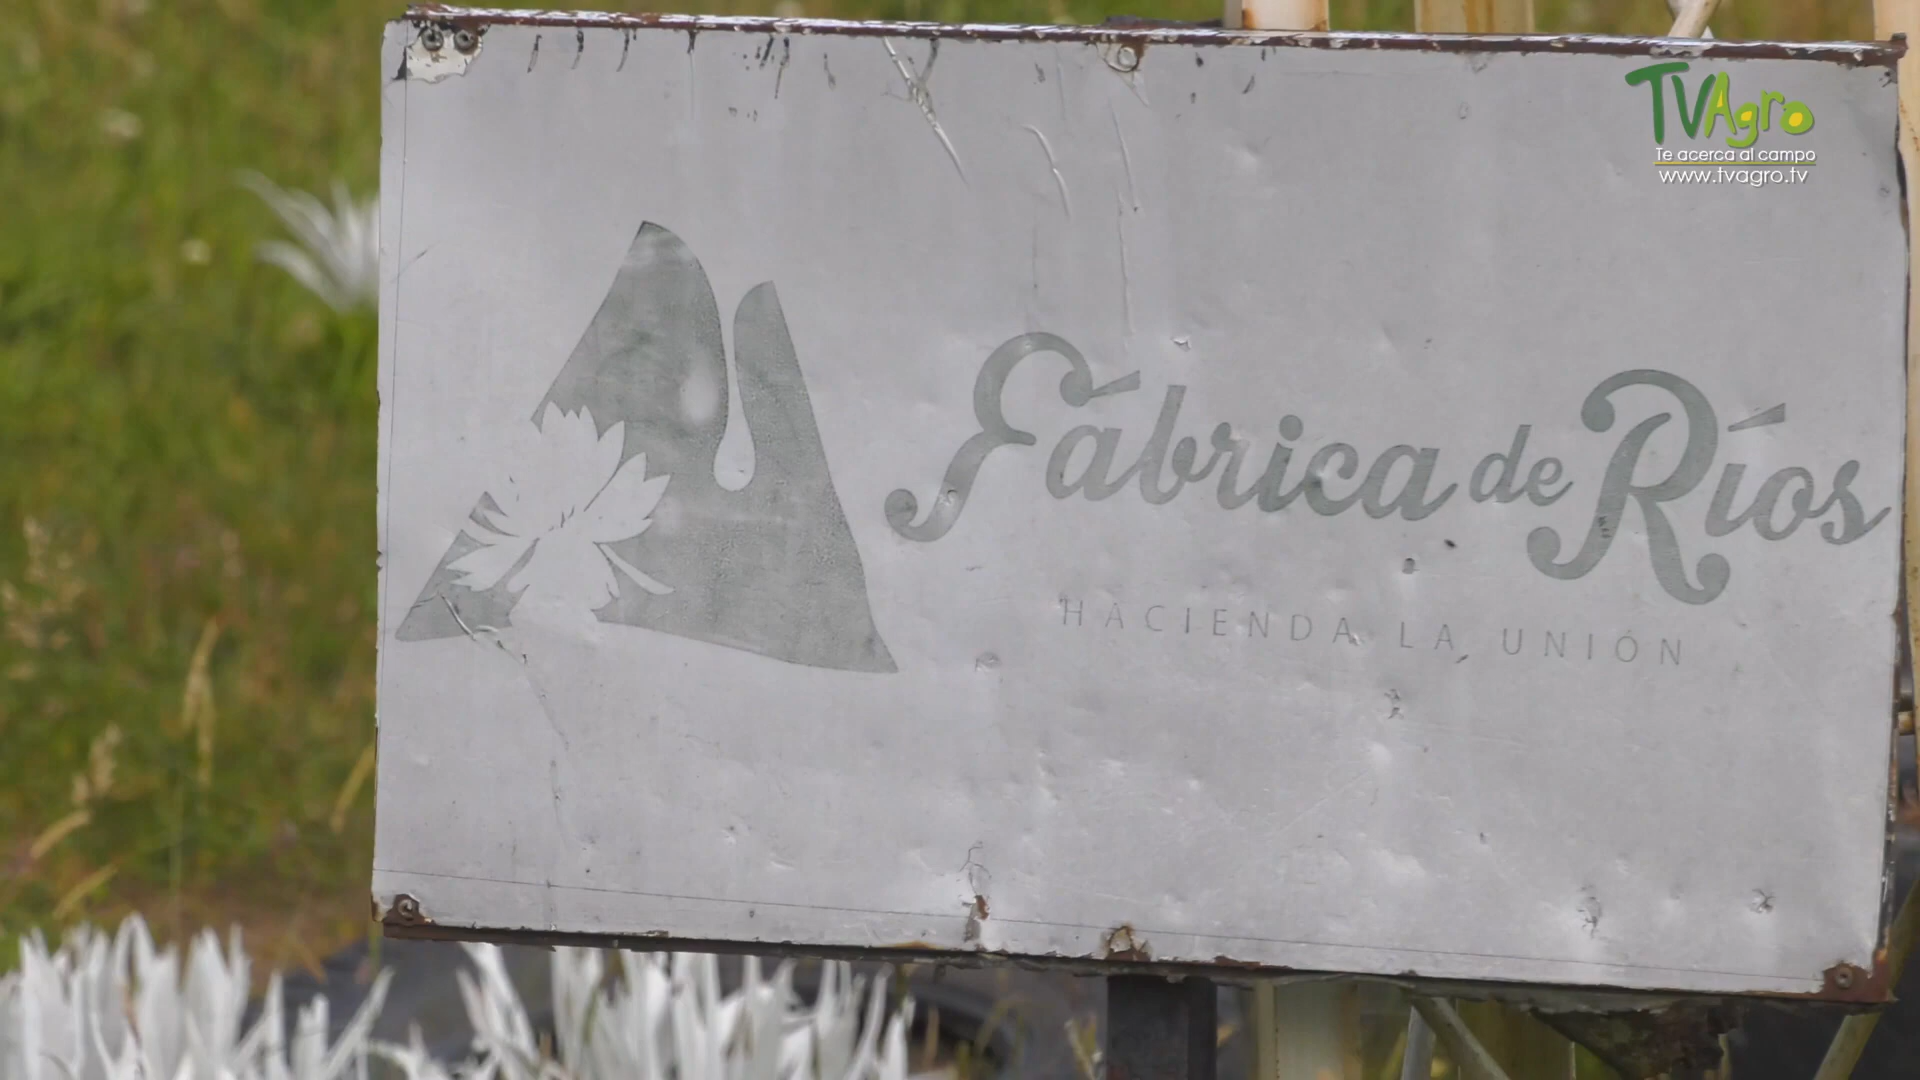 TVAgro
Te acerca al campo
www.tvagro.tv
Fábrica de Ríos
HACIENDA LA UNIÓN